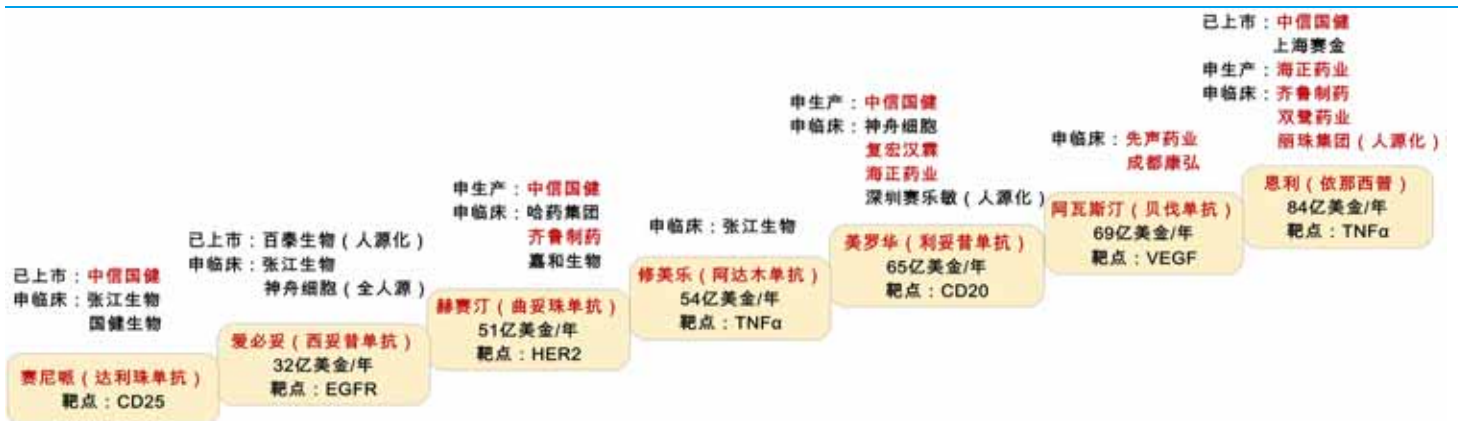 已上市：中信国健
申临床：张江生物
国健生物
赛尼哌（达利珠单抗）
靶点：CD25
已上市：百泰生物（人源化）
申临床：张江生物
神舟细胞（全人源）
爱必妥（西妥昔单抗）
32亿美金/年
靶点：EGFR
申生产：中信国健
申临床：哈药集团
齐鲁制药
嘉和生物
赫赛汀（曲妥珠单抗）
51亿美金/年
靶点：HER2
申临床：张江生物
修美乐（阿达木单抗）
54亿美金/年
靶点：TNFα
申生产：中信国健
申临床：神舟细胞
复宏汉霖
海正药业
深圳赛乐敏（人源化）
美罗华（利妥昔单抗）
65亿美金/年
靶点：CD20
申临床：先声药业
成都康弘
阿瓦斯汀（贝伐单抗）
69亿美金/年
靶点：VEGF
已上市：中信国健
上海赛金
申生产：海正药业
申临床：齐鲁制药
双鹭药业
丽珠集团（人源化）
恩利（依那西普）
84亿美金/年
靶点：TNFα